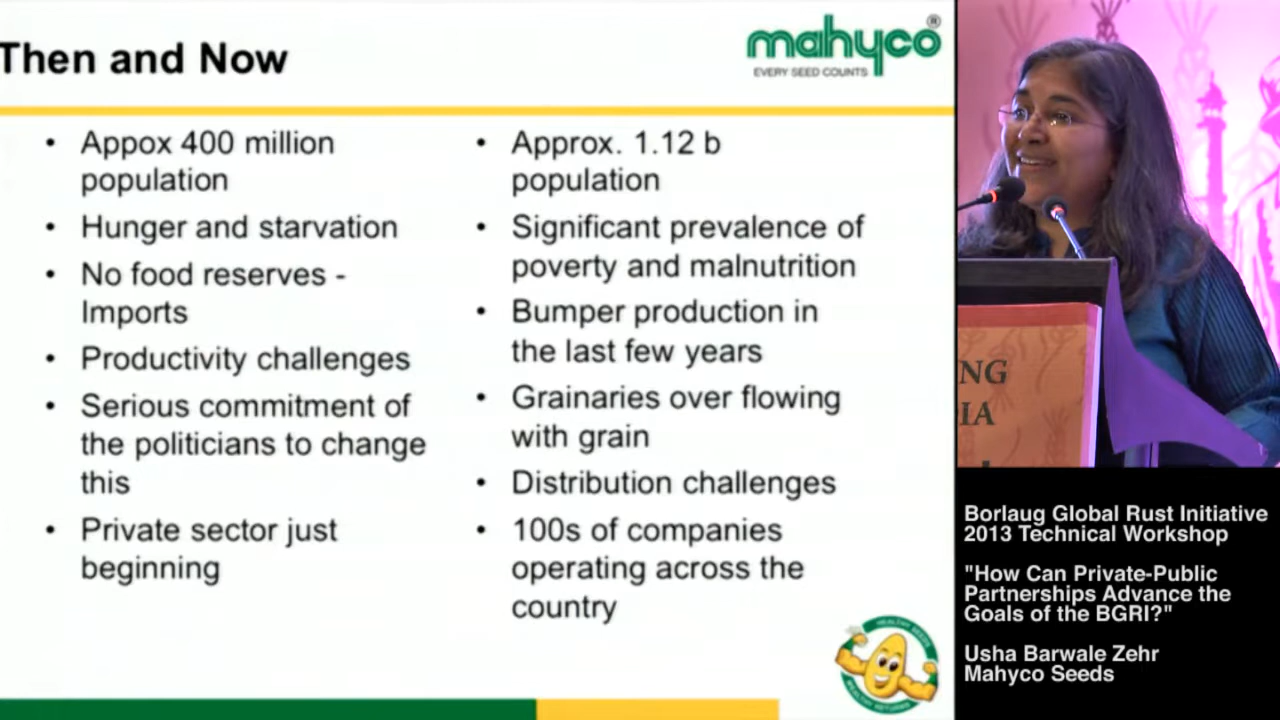 Then and Now
mahyco®
EVERY SEED COUNTS
• Appox 400 million
population
• Hunger and starvation
• No food reserves -
Imports
• Productivity challenges
• Serious commitment of
the politicians to change
this
• Private sector just
beginning
• Approx. 1.12 b
population
• Significant prevalence of
poverty and malnutrition
• Bumper production in
the last few years
• Grainaries over flowing
with grain
• Distribution challenges
• 100s of companies
operating across the
country
HEALTHY SEEDS
WEALTHY RETURNS
NG
IA
Borlaug Global Rust Initiative
2013 Technical Workshop
"How Can Private-Public
Partnerships Advance the
Goals of the BGRI?"
Usha Barwale Zehr
Mahyco Seeds